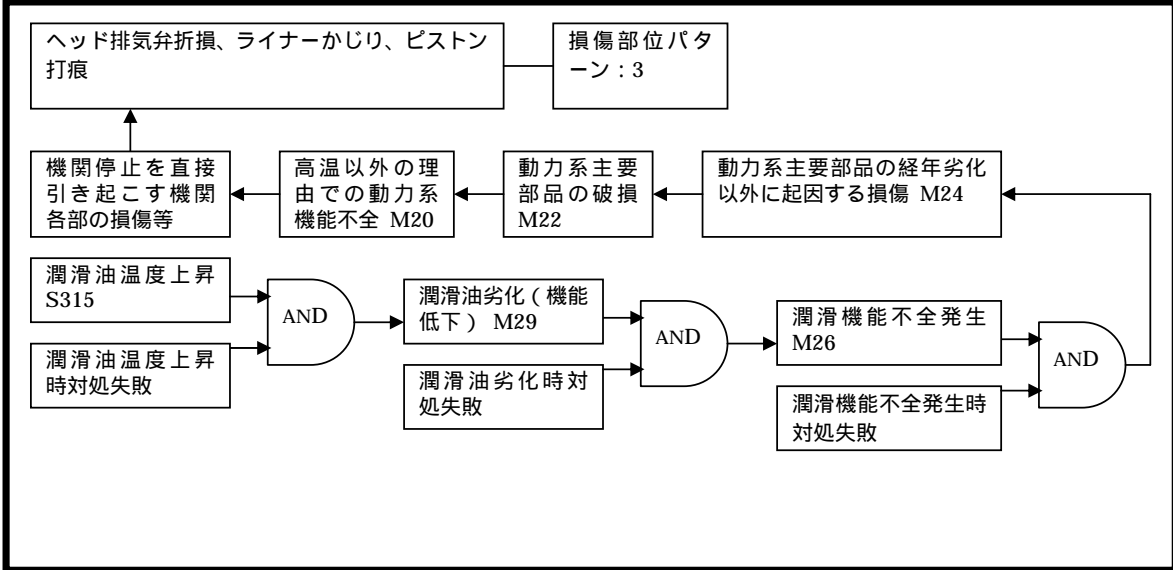 ヘッド排気弁折損、ライナーかじり、ピストン
打痕
損傷部位パタ
ーン：3
機関停止を直接
引き起こす機関
各部の損傷等
高温以外の理
由での動力系
機能不全 M20
動力系主要
部品の破損
M22
動力系主要部品の経年劣化
以外に起因する損傷 M24
潤滑油温度上昇
S315
潤滑油温度上昇
時対処失敗
AND
潤滑油劣化（機能
低下） M29
潤滑油劣化時対
処失敗
AND
潤滑機能不全発生
M26
潤滑機能不全発生時
対処失敗
AND